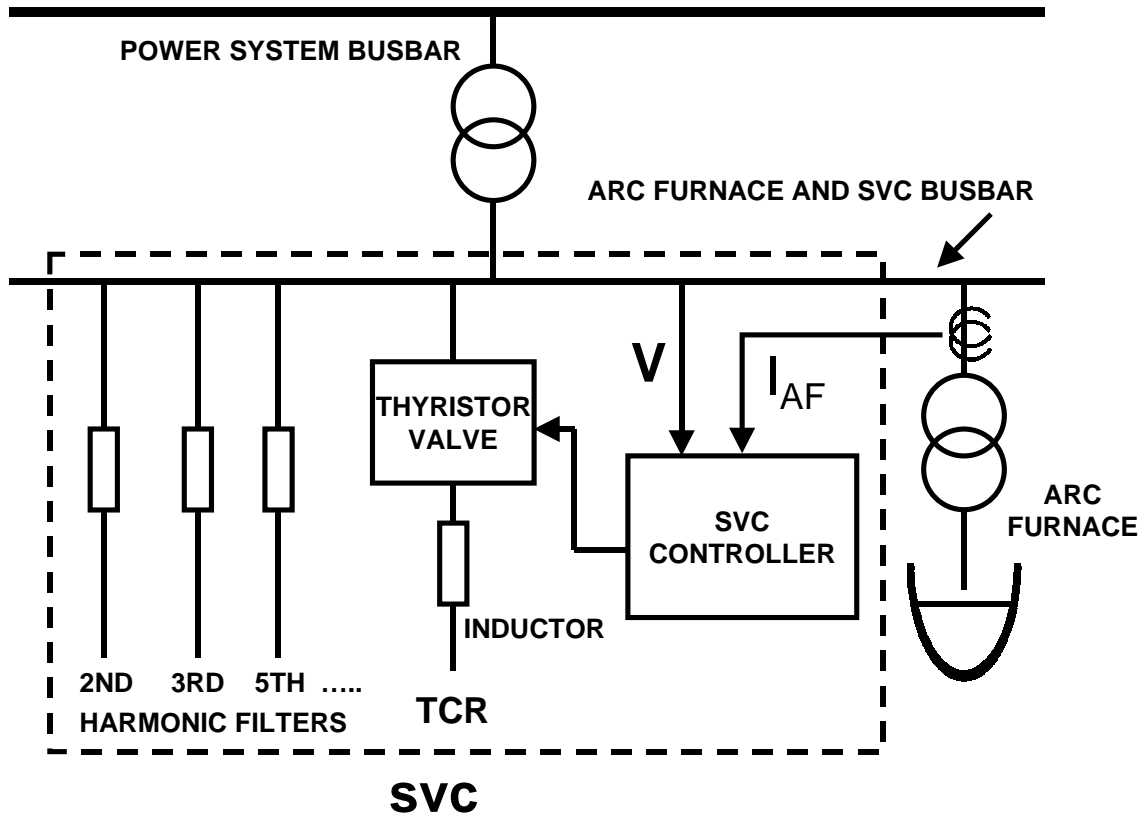 POWER SYSTEM BUSBAR
ARC FURNACE AND SVC BUSBAR
V
I_AF
THYRISTOR
VALVE
SVC
CONTROLLER
ARC
FURNACE
INDUCTOR
2ND 3RD 5TH .....
HARMONIC FILTERS
TCR
SVC